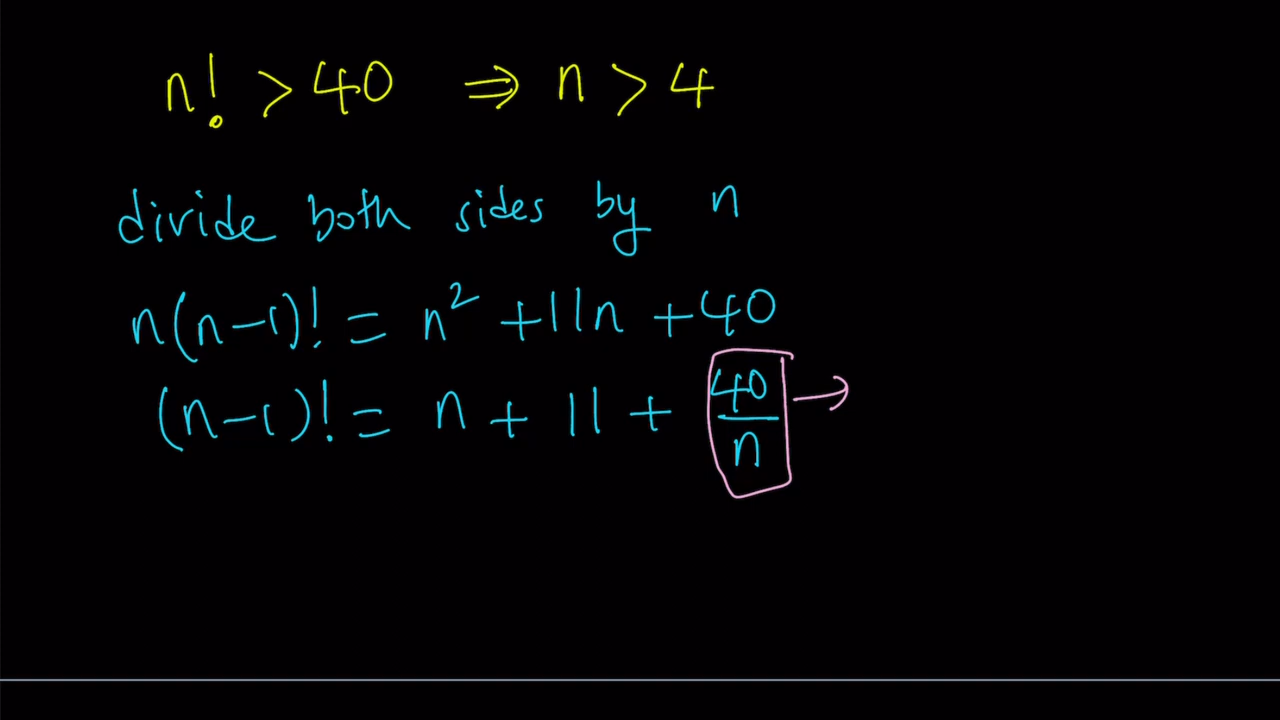 n! > 40 ⇒ n > 4
divide both sides by n
n(n-1)! = n² + 11n + 40
(n-1)! = n + 11 + 40/n →